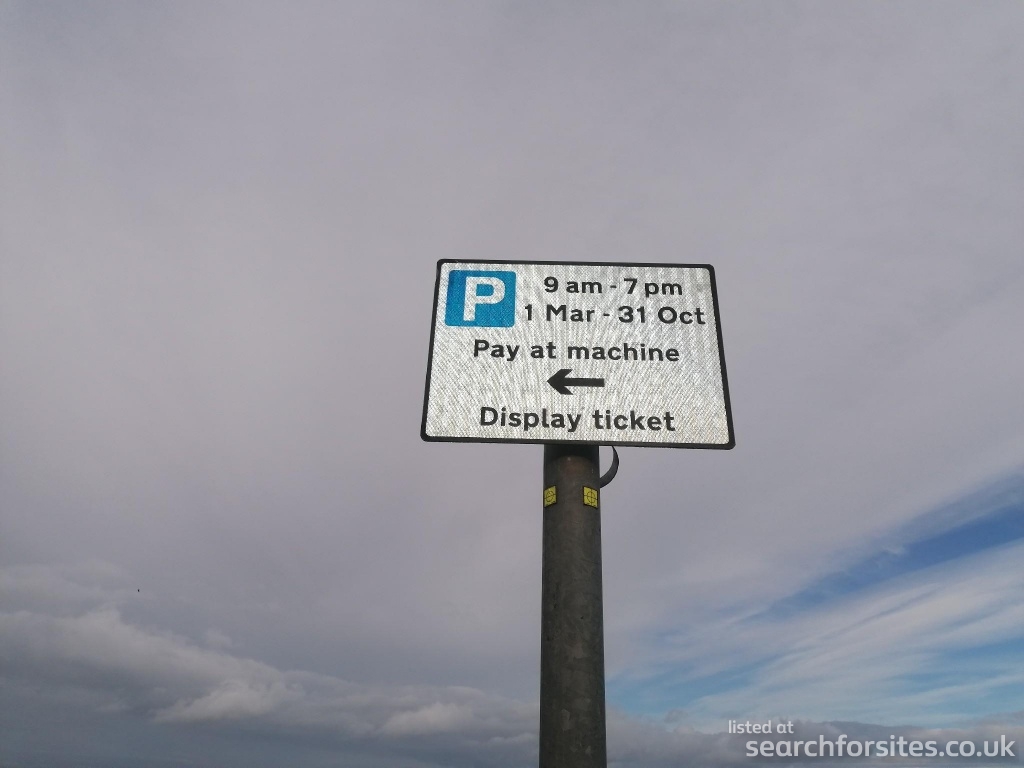 P
9 am - 7 pm
1 Mar - 31 Oct
Pay at machine
Display ticket
listed at
searchforsites.co.uk